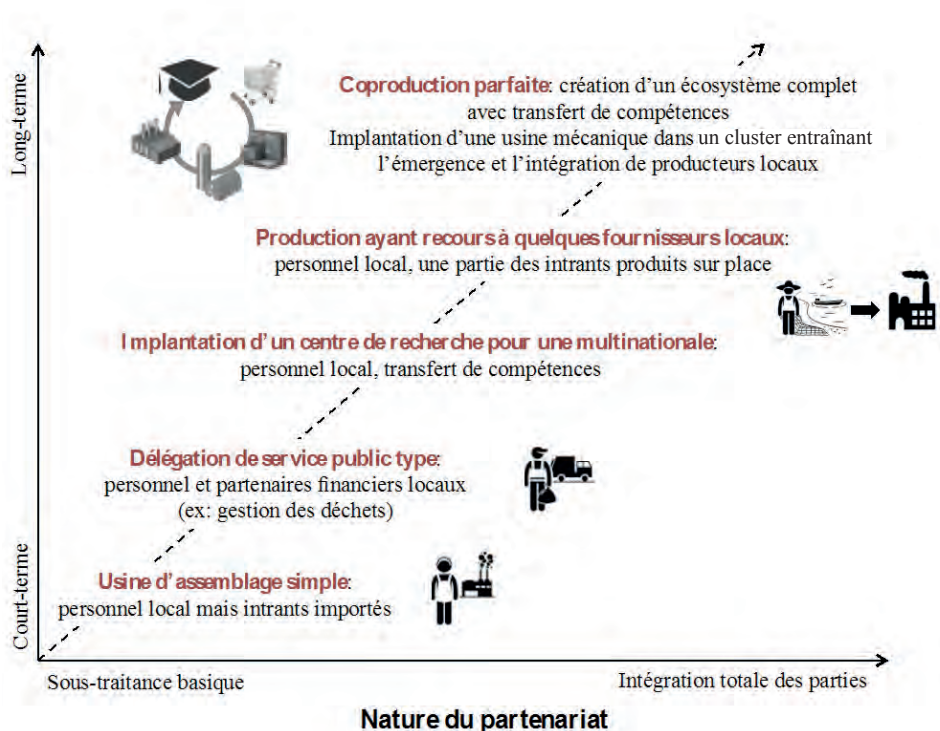 Long-terme
Coproduction parfaite: création d'un écosystème complet
avec transfert de compétences
Implantation d'une usine mécanique dans un cluster entraînant
l'émergence et l'intégration de producteurs locaux
Production ayant recours à quelques fournisseurs locaux:
personnel local, une partie des intrants produits sur place
Implantation d'un centre de recherche pour une multinationale:
personnel local, transfert de compétences
Délégation de service public type:
personnel et partenaires financiers locaux
(ex: gestion des déchets)
Court-terme
Usine d'assemblage simple:
personnel local mais intrants importés
Sous-traitance basique
Intégration totale des parties
Nature du partenariat